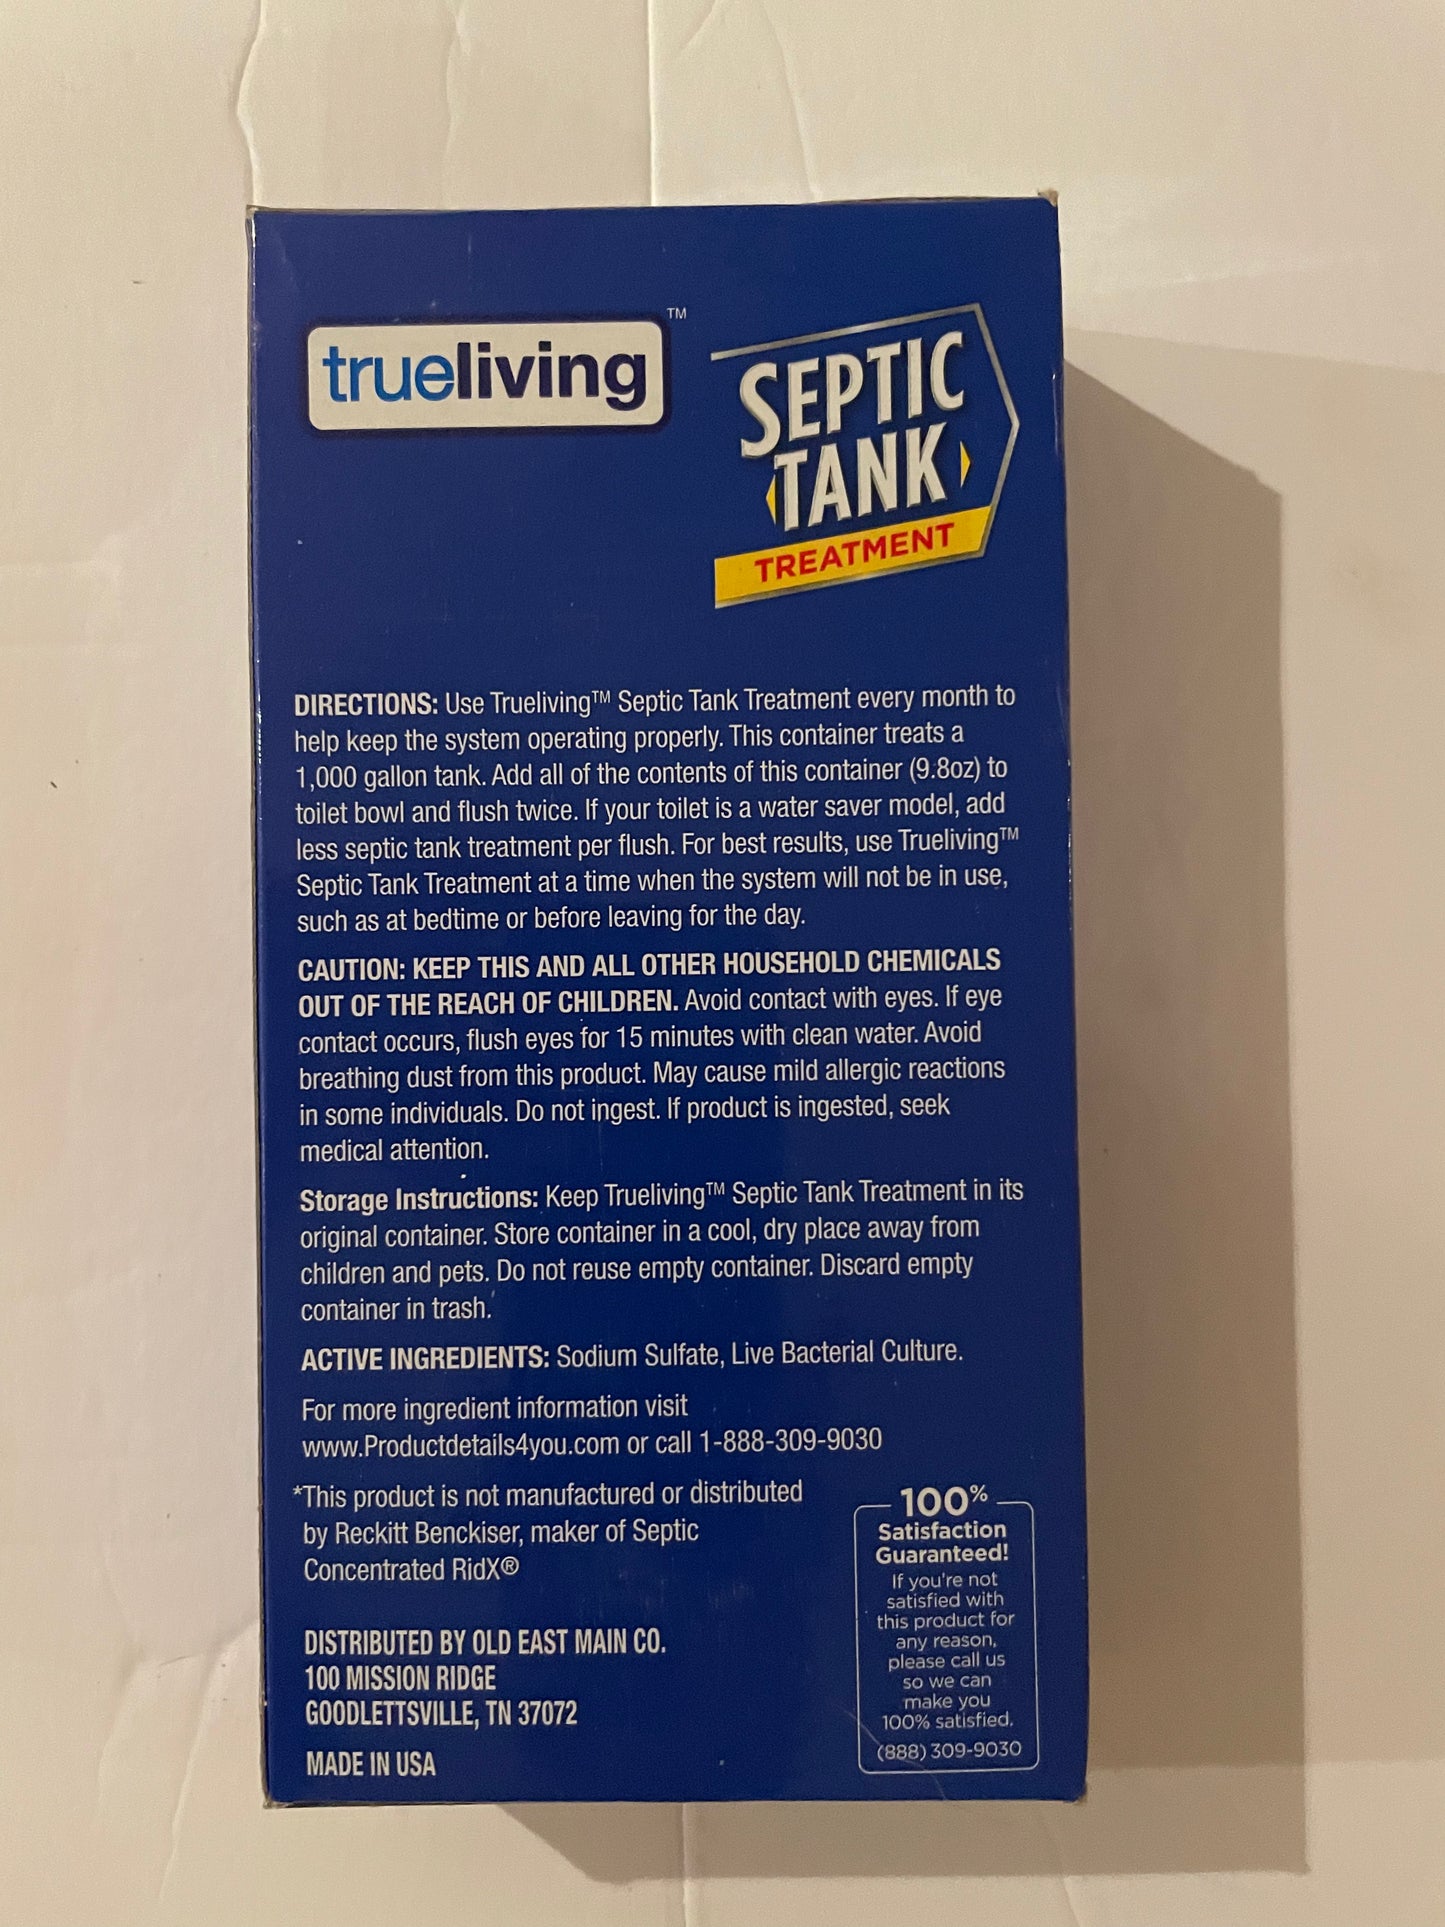 trueliving™
SEPTIC
TANK
TREATMENT
DIRECTIONS: Use Trueliving™ Septic Tank Treatment every month to
help keep the system operating properly. This container treats a
1,000 gallon tank. Add all of the contents of this container (9.8oz) to
toilet bowl and flush twice. If your toilet is a water saver model, add
less septic tank treatment per flush. For best results, use Trueliving™
Septic Tank Treatment at a time when the system will not be in use,
such as at bedtime or before leaving for the day.
CAUTION: KEEP THIS AND ALL OTHER HOUSEHOLD CHEMICALS
OUT OF THE REACH OF CHILDREN. Avoid contact with eyes. If eye
contact occurs, flush eyes for 15 minutes with clean water. Avoid
breathing dust from this product. May cause mild allergic reactions
in some individuals. Do not ingest. If product is ingested, seek
medical attention.
Storage Instructions: Keep Trueliving™ Septic Tank Treatment in its
original container. Store container in a cool, dry place away from
children and pets. Do not reuse empty container. Discard empty
container in trash.
ACTIVE INGREDIENTS: Sodium Sulfate, Live Bacterial Culture.
For more ingredient information visit
www.Productdetails4you.com or call 1-888-309-9030
*This product is not manufactured or distributed
by Reckitt Benckiser, maker of Septic
Concentrated RidX®
DISTRIBUTED BY OLD EAST MAIN CO.
100 MISSION RIDGE
GOODLETTSVILLE, TN 37072
MADE IN USA
100%
Satisfaction
Guaranteed!
If you're not
satisfied with
this product for
any reason,
please call us
so we can
make you
100% satisfied.
(888) 309-9030